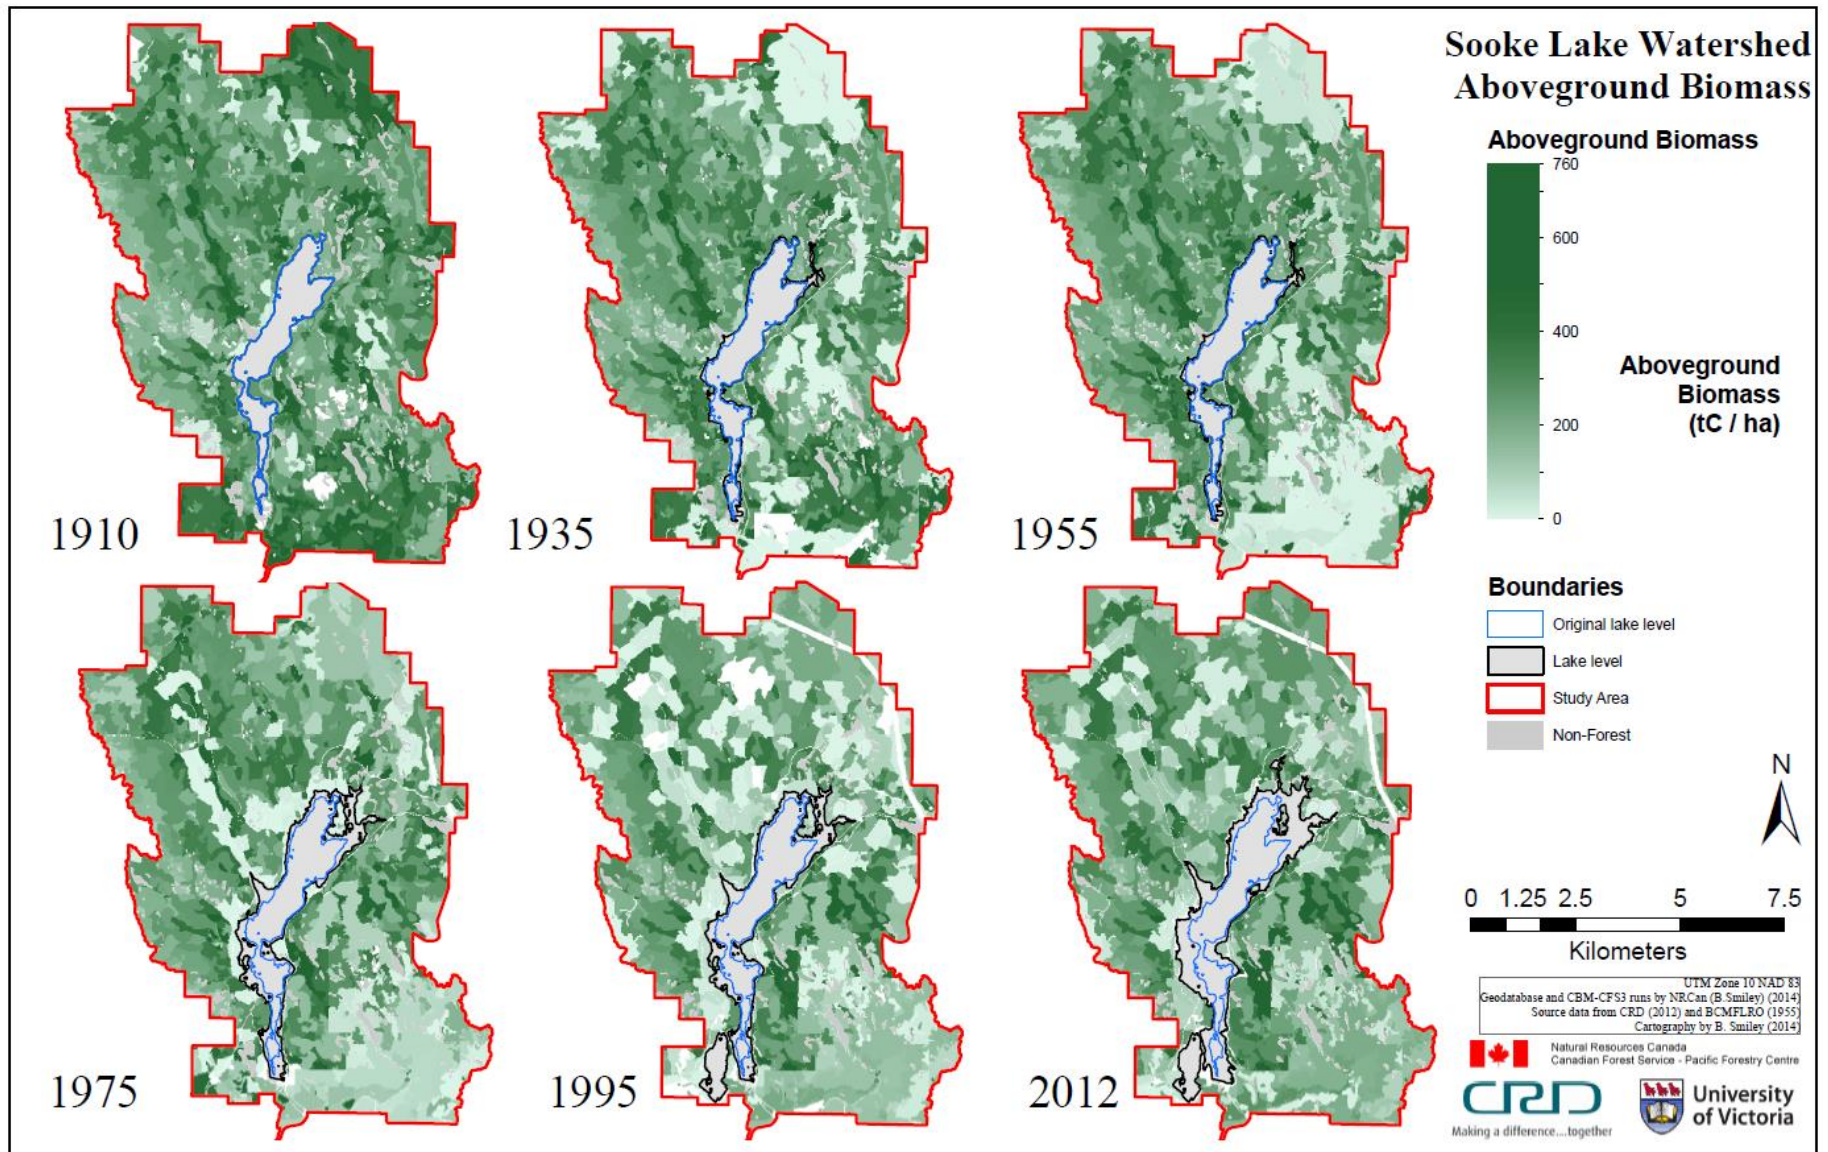 Sooke Lake Watershed
Aboveground Biomass
Aboveground Biomass
760
600
400
200
0
Aboveground
Biomass
(tC / ha)
1910
1935
1955
Boundaries
Original lake level
Lake level
Study Area
Non-Forest
N
0 1.25 2.5 5 7.5
Kilometers
1975
1995
2012
UTM Zone 10 NAD 83
Geodatabase and CBM-CFS3 runs by NRCan (B.Smiley) (2014)
Source data from CRD (2012) and BCMFLRO (1955)
Cartography by B. Smiley (2014)
Natural Resources Canada
Canadian Forest Service - Pacific Forestry Centre
CRD
Making a difference....together
University
of Victoria